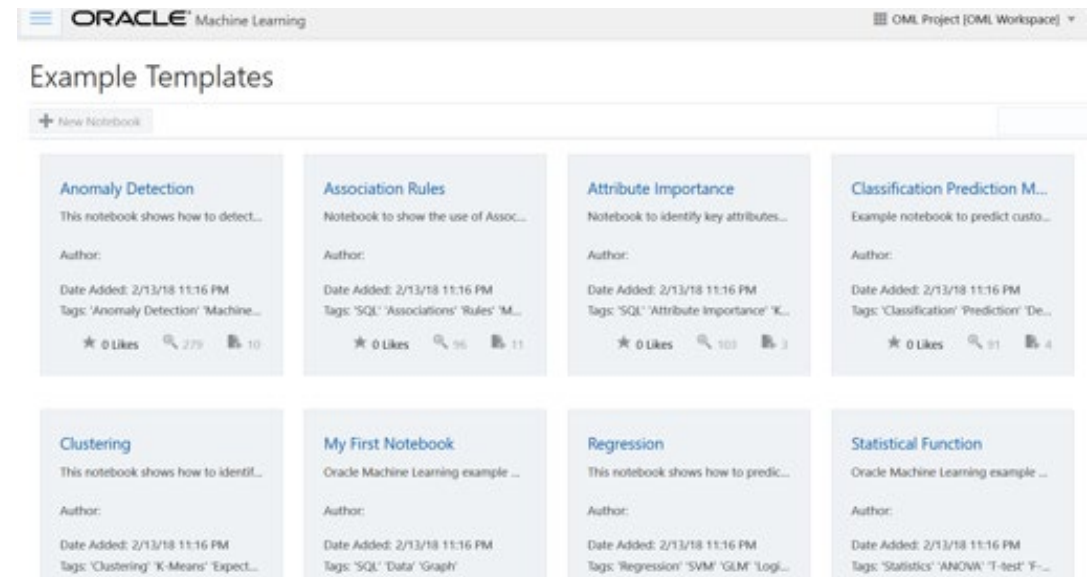 ORACLE® Machine Learning
OML Project [OML Workspace]
Example Templates
New Notebook
Anomaly Detection
This notebook shows how to detect...
Author:
Date Added: 2/13/18 11:16 PM
Tags: 'Anomaly Detection' 'Machine...
0 Likes 279 10
Association Rules
Notebook to show the use of Assoc...
Author:
Date Added: 2/13/18 11:16 PM
Tags: 'SQL' 'Associations' 'Rules' 'M...
0 Likes 96 11
Attribute Importance
Notebook to identify key attributes...
Author:
Date Added: 2/13/18 11:16 PM
Tags: 'SQL' 'Attribute Importance' 'K...
0 Likes 103 3
Classification Prediction M...
Example notebook to predict custo...
Author:
Date Added: 2/13/18 11:16 PM
Tags: 'Classification' 'Prediction' 'De...
0 Likes 91 4
Clustering
This notebook shows how to identif...
Author:
Date Added: 2/13/18 11:16 PM
Tags: 'Clustering' 'K-Means' 'Expect...
My First Notebook
Oracle Machine Learning example ...
Author:
Date Added: 2/13/18 11:16 PM
Tags: 'SQL' 'Data' 'Graph'
Regression
This notebook shows how to predic...
Author:
Date Added: 2/13/18 11:16 PM
Tags: 'Regression' 'SVM' 'GLM' 'Logi...
Statistical Function
Oracle Machine Learning example ...
Author:
Date Added: 2/13/18 11:16 PM
Tags: 'Statistics' 'ANOVA' 'T-test' 'F-...